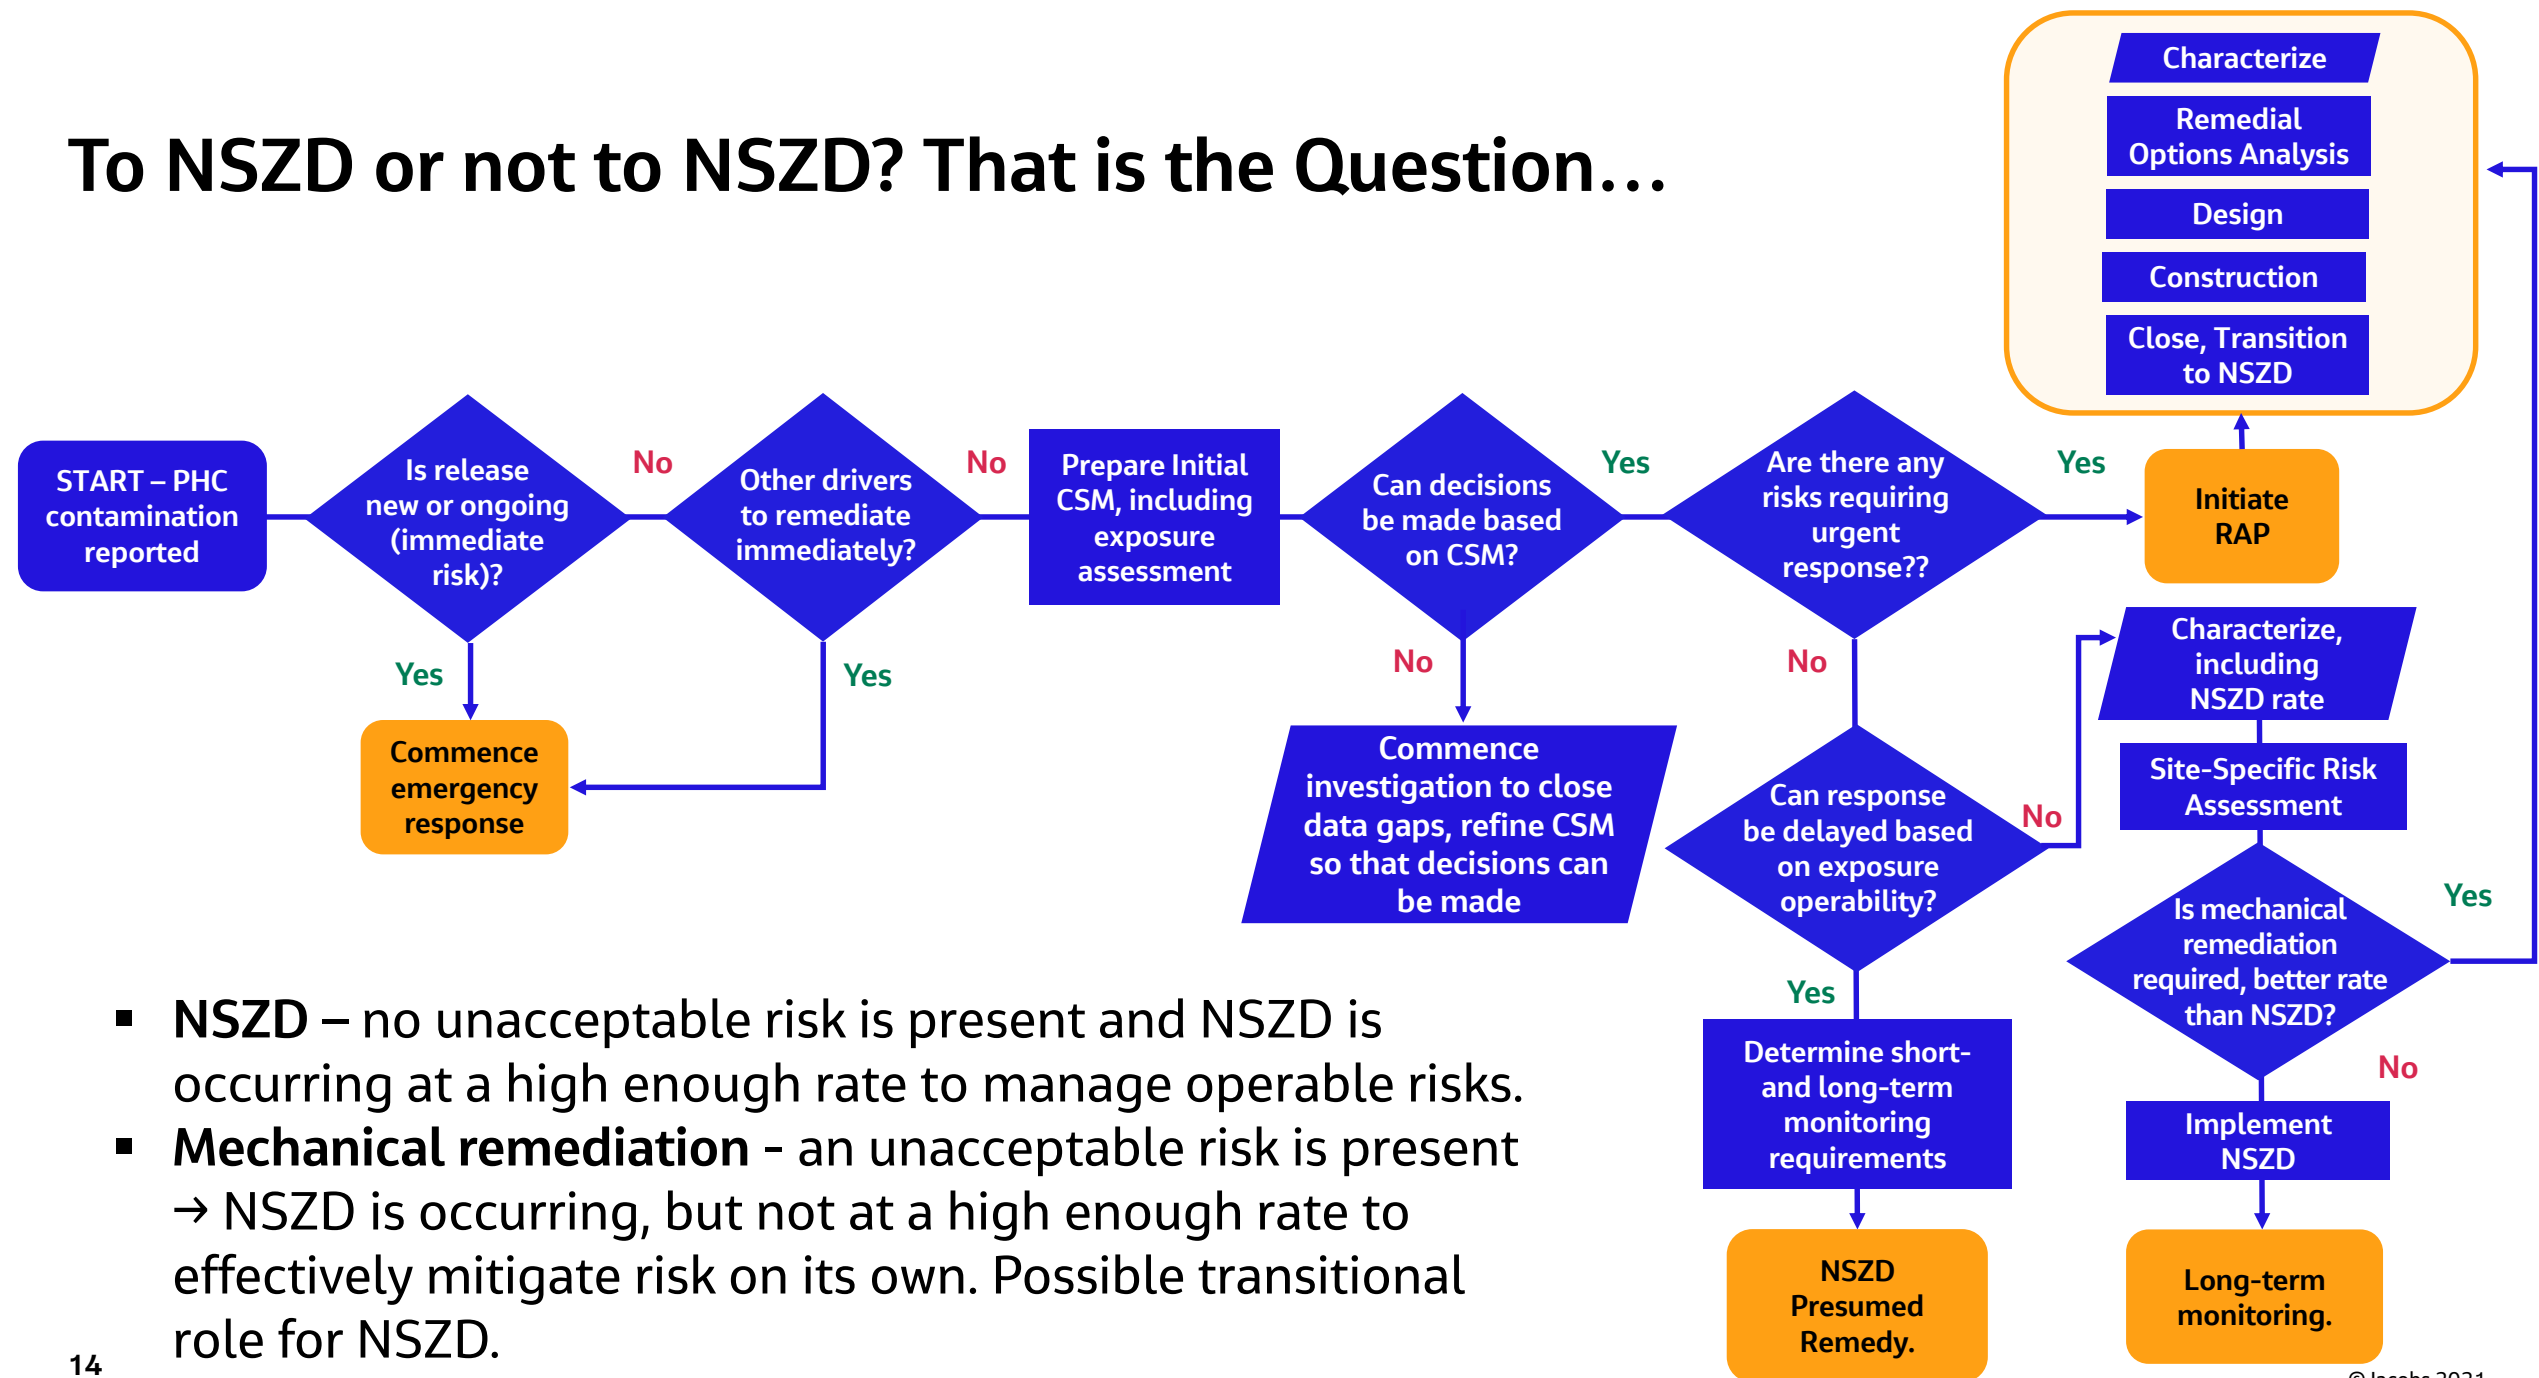 To NSZD or not to NSZD? That is the Question…
Characterize
Remedial
Options Analysis
Design
Construction
Close, Transition
to NSZD
START – PHC
contamination
reported
Is release
new or ongoing
(immediate
risk)?
No
Yes
Other drivers
to remediate
immediately?
No
Yes
Commence
emergency
response
Prepare Initial
CSM, including
exposure
assessment
Can decisions
be made based
on CSM?
Yes
No
Commence
investigation to close
data gaps, refine CSM
so that decisions can
be made
Are there any
risks requiring
urgent
response??
Yes
No
Initiate
RAP
Can response
be delayed based
on exposure
operability?
No
Yes
Determine short-
and long-term
monitoring
requirements
NSZD
Presumed
Remedy.
Characterize,
including
NSZD rate
Site-Specific Risk
Assessment
Is mechanical
remediation
required, better rate
than NSZD?
Yes
No
Implement
NSZD
Long-term
monitoring.
▪ NSZD – no unacceptable risk is present and NSZD is
occurring at a high enough rate to manage operable risks.
▪ Mechanical remediation - an unacceptable risk is present
→ NSZD is occurring, but not at a high enough rate to
effectively mitigate risk on its own. Possible transitional
role for NSZD.
14
© Jacobs 2021